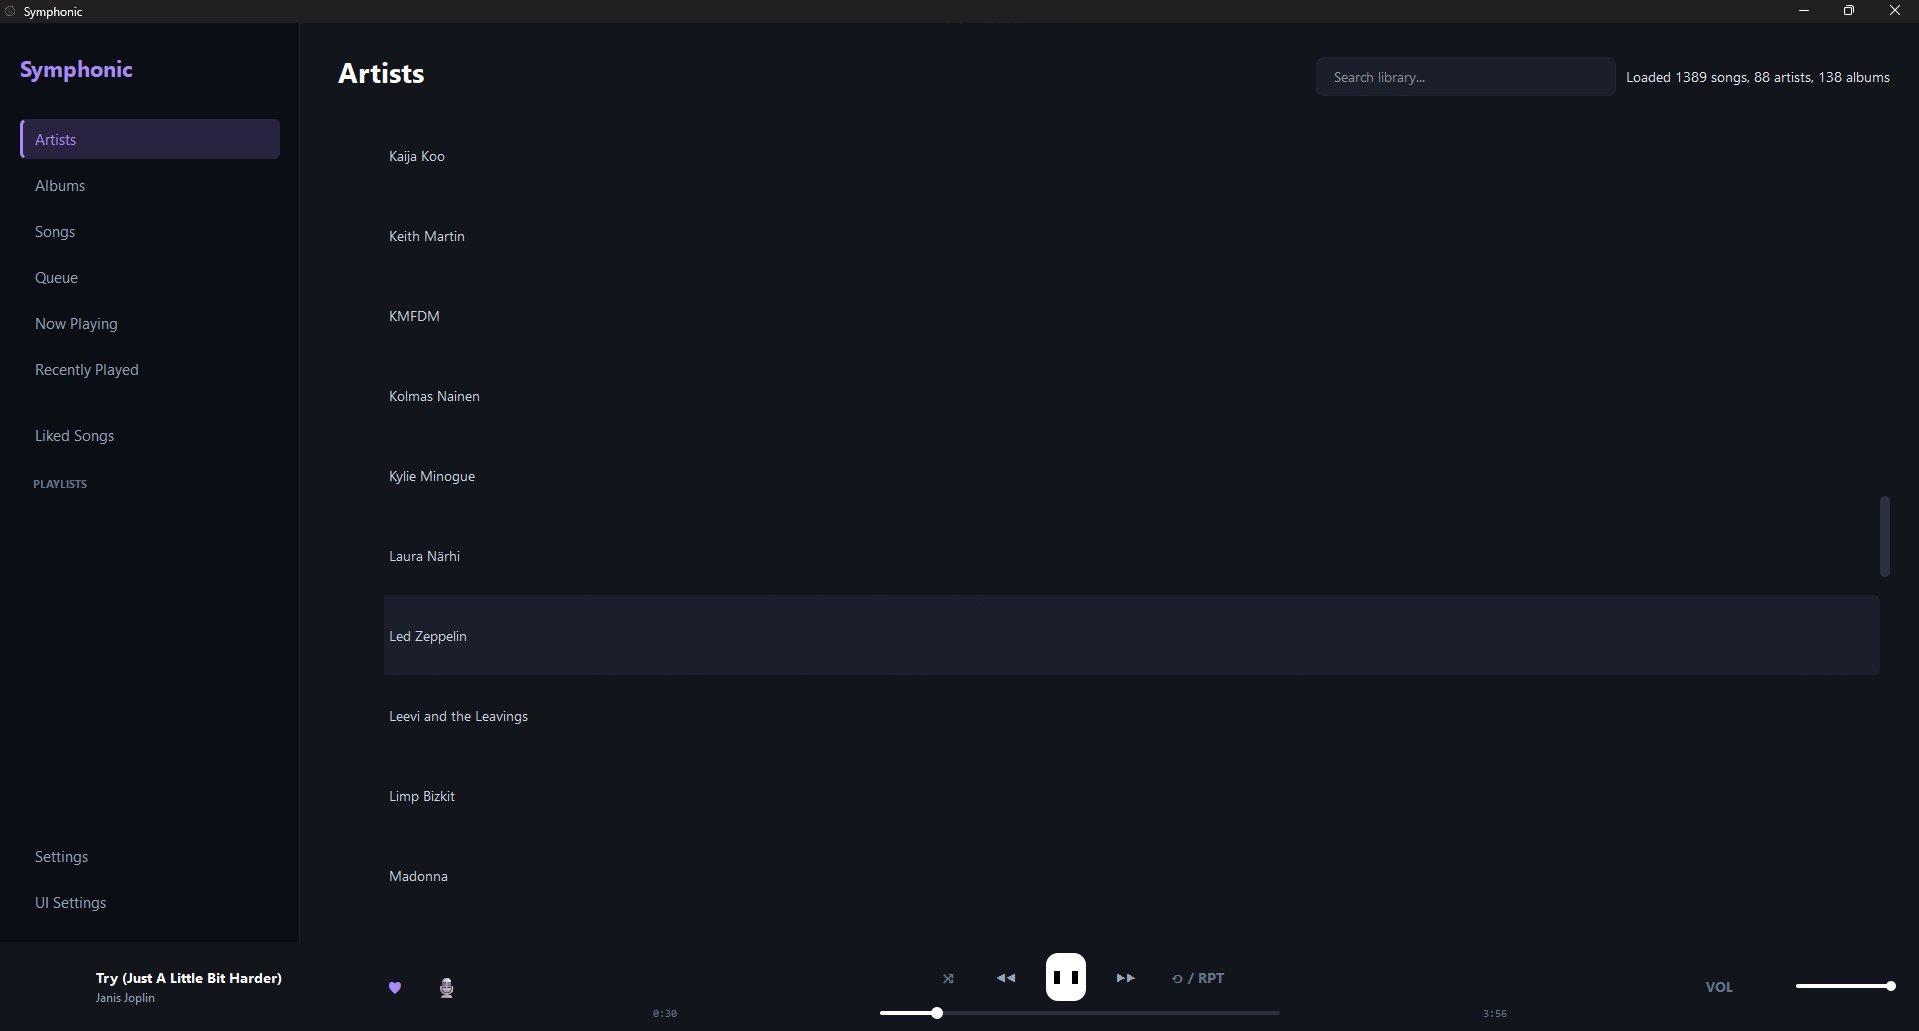 Symphonic
Symphonic
Artists
Albums
Songs
Queue
Now Playing
Recently Played
Liked Songs
PLAYLISTS
Settings
UI Settings
Artists
Search library...
Loaded 1389 songs, 88 artists, 138 albums
Kaija Koo
Keith Martin
KMFDM
Kolmas Nainen
Kylie Minogue
Laura Närhi
Led Zeppelin
Leevi and the Leavings
Limp Bizkit
Madonna
Try (Just A Little Bit Harder)
Janis Joplin
/ RPT
0:30
3:56
VOL